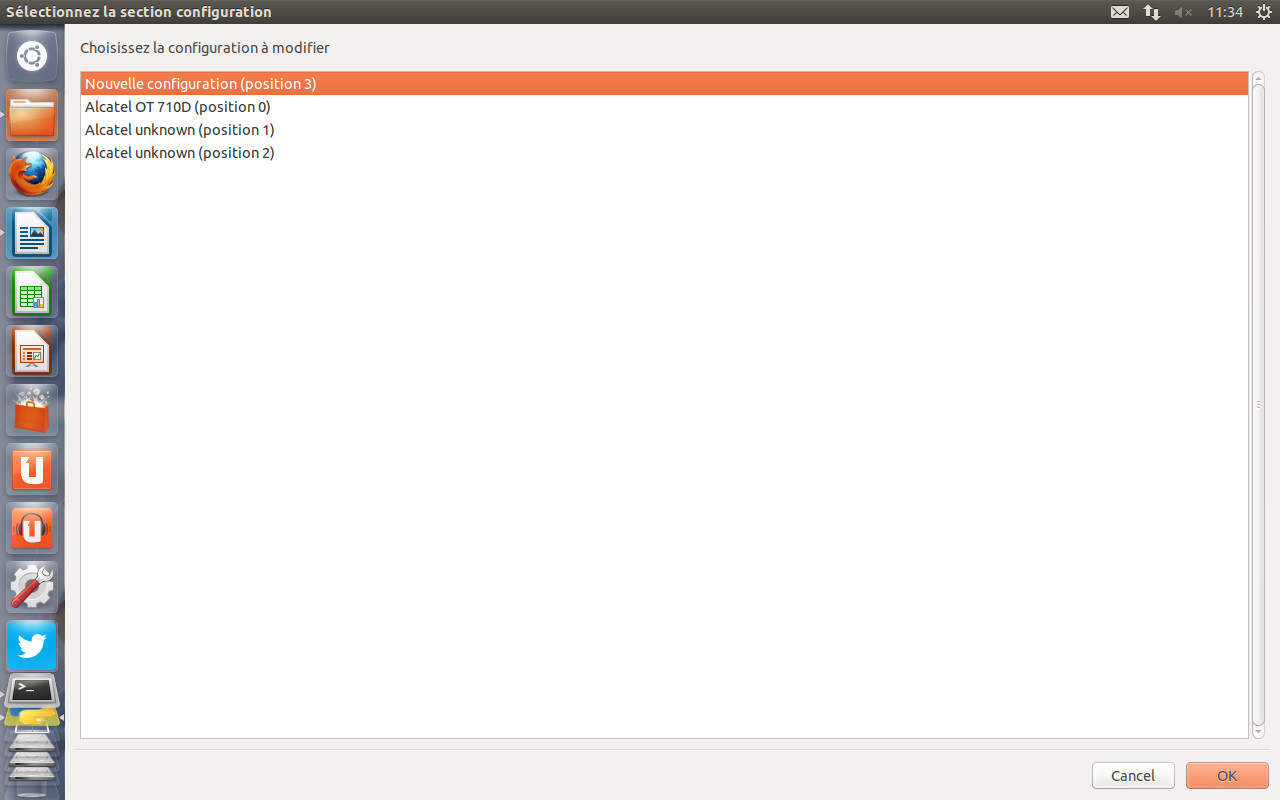 Sélectionnez la section configuration
11:34
Choisissez la configuration à modifier
Nouvelle configuration (position 3)
Alcatel OT 710D (position 0)
Alcatel unknown (position 1)
Alcatel unknown (position 2)
Cancel
OK